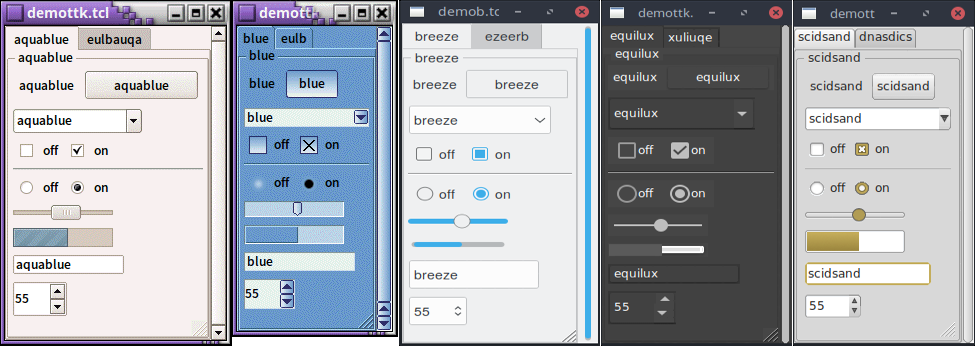 demottk.tcl
aquablue eulbauqa
aquablue
aquablue aquablue
aquablue
off on
off on
aquablue
55
demottk
blue eulb
blue
blue blue
blue
off on
off on
blue
55
demob.tc
breeze ezeerb
breeze
breeze breeze
breeze
off on
off on
breeze
55
demottk.
equilux xuliuqe
equilux
equilux equilux
equilux
off on
off on
equilux
55
demott
scidsand dnasdics
scidsand
scidsand scidsand
scidsand
off on
off on
scidsand
55